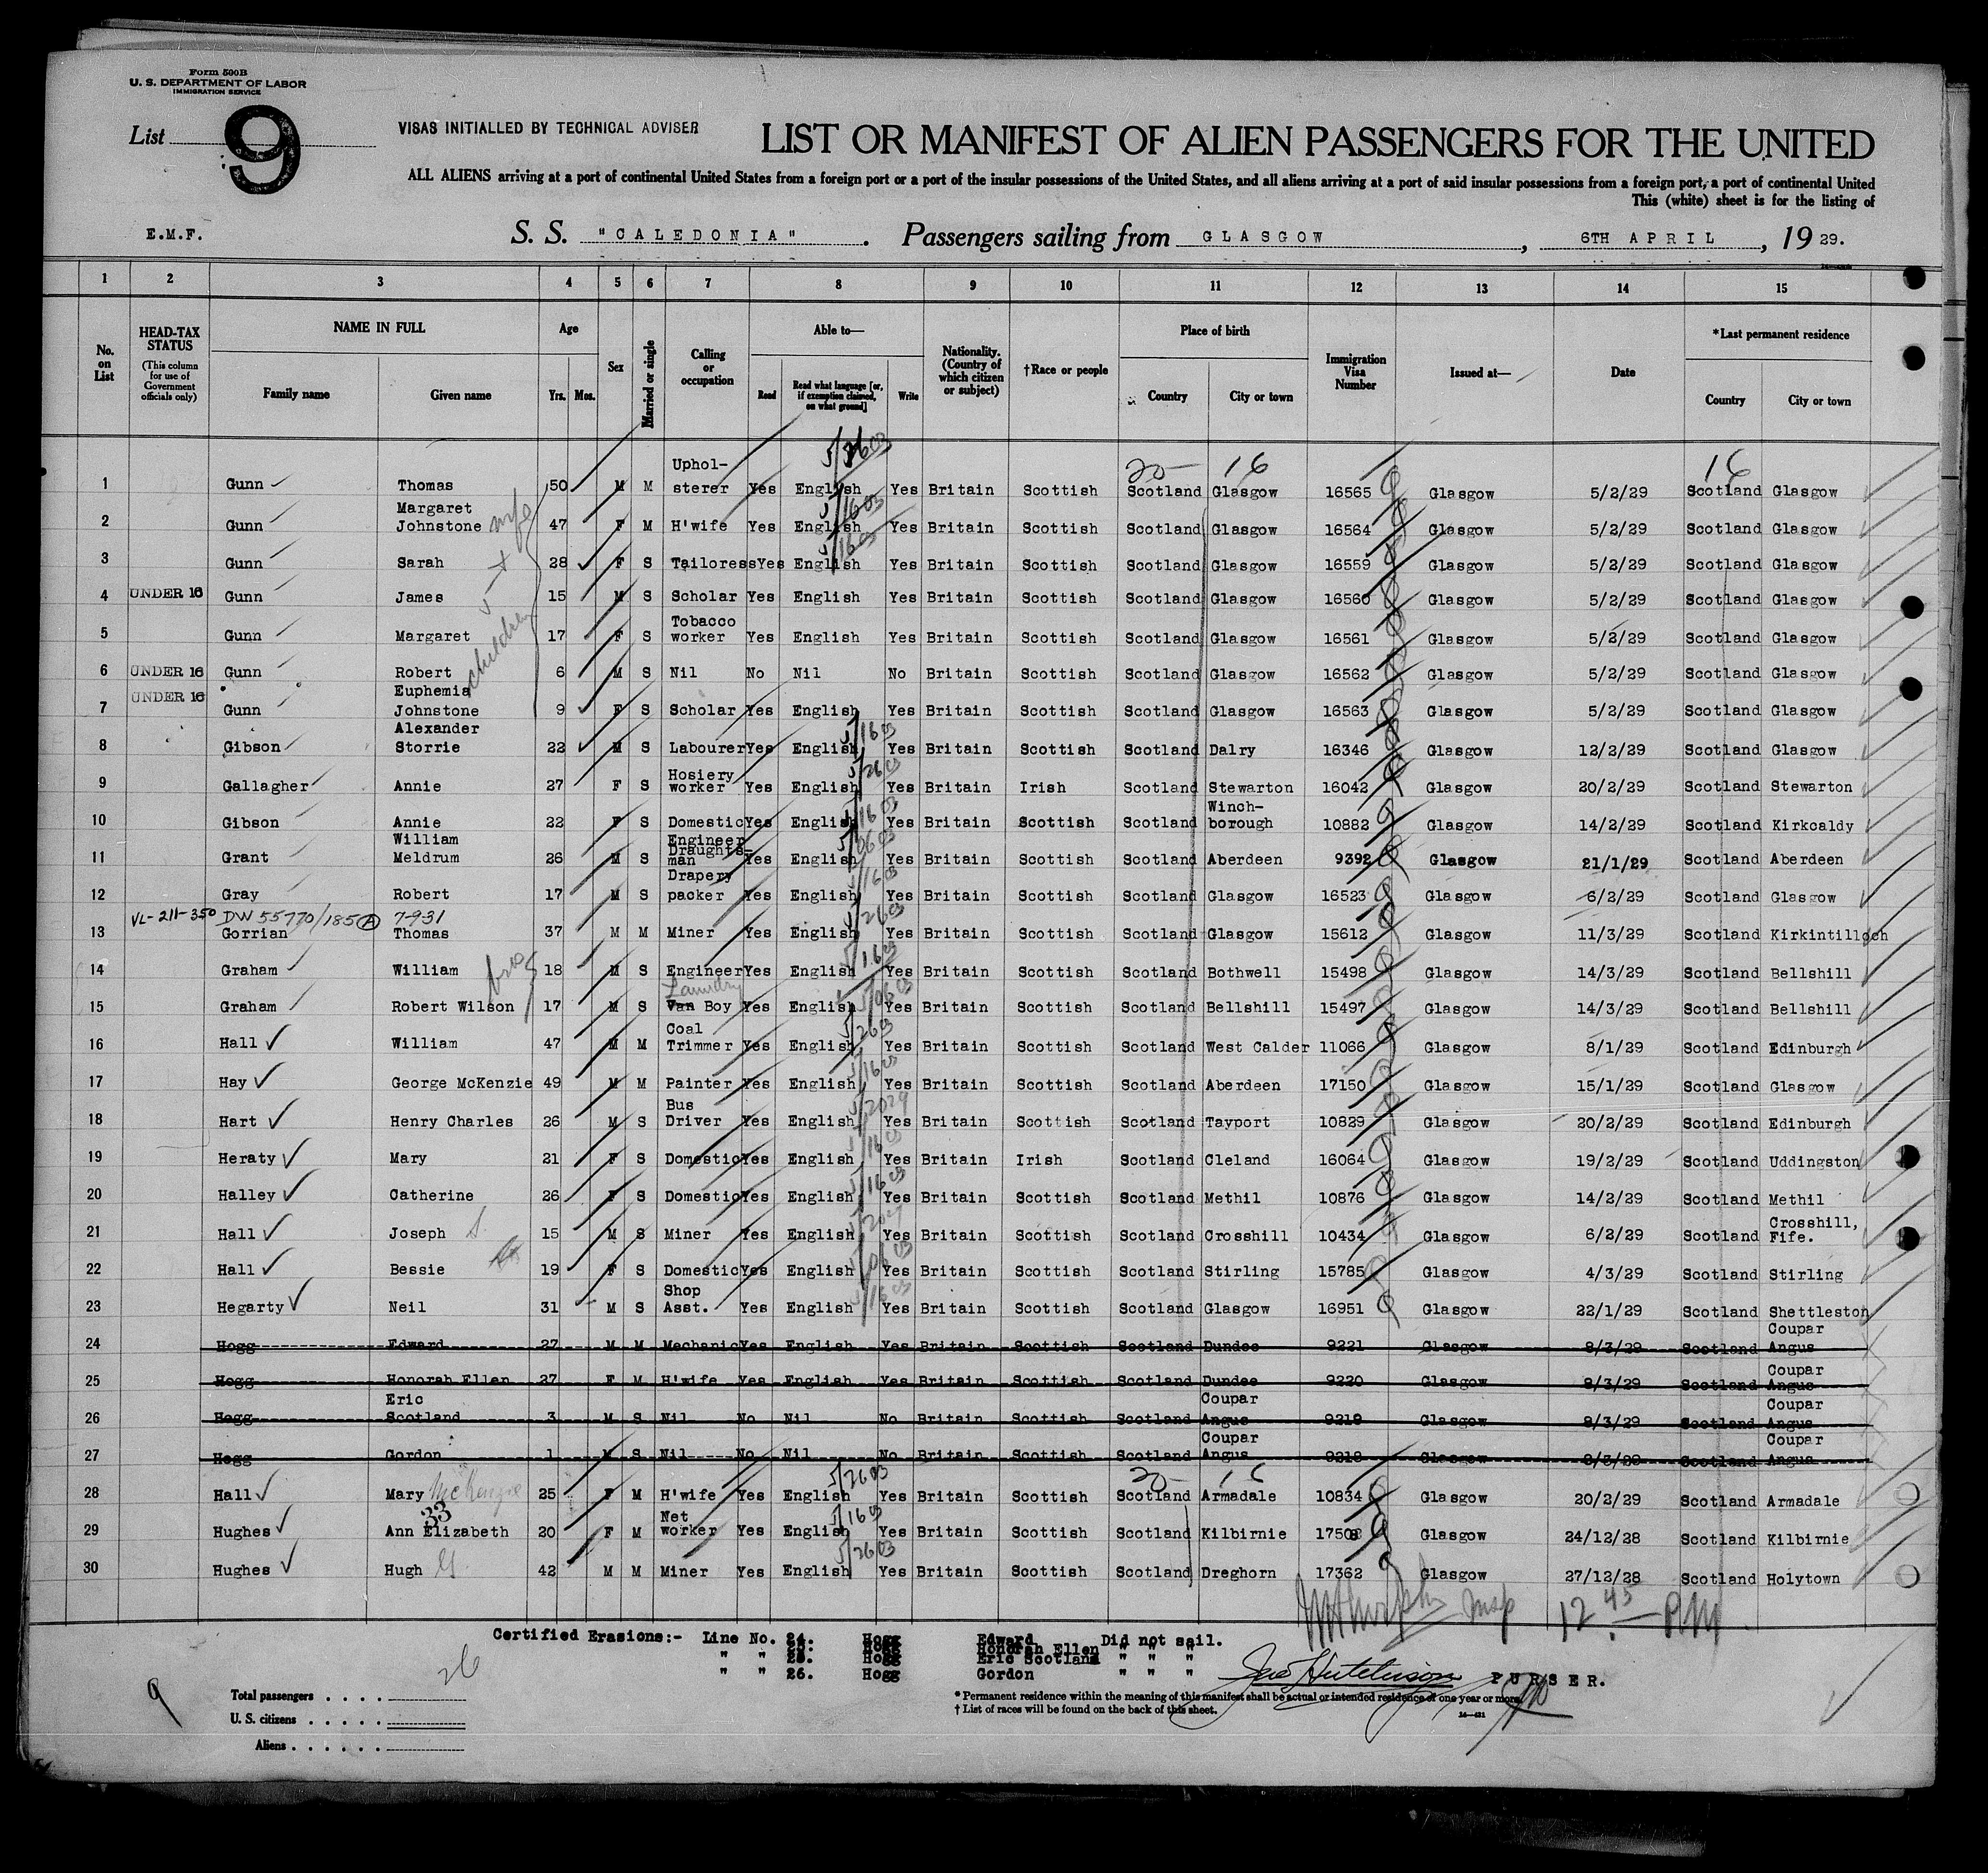 Form 500B
U. S. DEPARTMENT OF LABOR
IMMIGRATION SERVICE
List 9
VISAS INITIALLED BY TECHNICAL ADVISER
LIST OR MANIFEST OF ALIEN PASSENGERS FOR THE UNITED
ALL ALIENS arriving at a port of continental United States from a foreign port or a port of the insular possessions of the United States, and all aliens arriving at a port of said insular possessions from a foreign port, a port of continental United
This (white) sheet is for the listing of
E.M.F. S. S. "CALEDONIA". Passengers sailing from GLASGOW, 6TH APRIL, 1929.
1 2 3 4 5 6 7 8 9 10 11 12 13 14 15
No. on List
HEAD-TAX STATUS
(This column for use of Government officials only)
NAME IN FULL
Family name Given name
Age
Yrs. Mos.
Sex
Married or single
Calling or occupation
Able to—
Read Read what language [or, if exemption claimed, on what ground] Write
Nationality. (Country of which citizen or subject)
†Race or people
Place of birth
Country City or town
Immigration Visa Number
Issued at—
Date
*Last permanent residence
Country City or town
20- 16 16
1 Gunn Thomas 50 M M Upholsterer Yes English Yes Britain Scottish Scotland Glasgow 16565 Glasgow 5/2/29 Scotland Glasgow
2 Gunn Margaret Johnstone wife 47 F M H'wife Yes English Yes Britain Scottish Scotland Glasgow 16564 Glasgow 5/2/29 Scotland Glasgow
3 Gunn Sarah 28 F S Tailoress Yes English Yes Britain Scottish Scotland Glasgow 16559 Glasgow 5/2/29 Scotland Glasgow
4 UNDER 16 Gunn James 15 M S Scholar Yes English Yes Britain Scottish Scotland Glasgow 16560 Glasgow 5/2/29 Scotland Glasgow
children
5 Gunn Margaret 17 F S Tobacco worker Yes English Yes Britain Scottish Scotland Glasgow 16561 Glasgow 5/2/29 Scotland Glasgow
6 UNDER 16 Gunn Robert 6 M S Nil No Nil No Britain Scottish Scotland Glasgow 16562 Glasgow 5/2/29 Scotland Glasgow
7 UNDER 16 Gunn Euphemia Johnstone 9 F S Scholar Yes English Yes Britain Scottish Scotland Glasgow 16563 Glasgow 5/2/29 Scotland Glasgow
8 Gibson Alexander Storrie 22 M S Labourer Yes English Yes Britain Scottish Scotland Dalry 16346 Glasgow 12/2/29 Scotland Glasgow
9 Gallagher Annie 27 F S Hosiery worker Yes English Yes Britain Irish Scotland Stewarton 16042 Glasgow 20/2/29 Scotland Stewarton
10 Gibson Annie 22 F S Domestic Yes English Yes Britain Scottish Scotland Winch-borough 10882 Glasgow 14/2/29 Scotland Kirkcaldy
11 Grant William Meldrum 26 M S Engineer Draughts-man Yes English Yes Britain Scottish Scotland Aberdeen 9392 Glasgow 21/1/29 Scotland Aberdeen
12 Gray Robert 17 M S Drapery packer Yes English Yes Britain Scottish Scotland Glasgow 16523 Glasgow 6/2/29 Scotland Glasgow
VL-211-350 DW 55770/185 A 7-931
13 Gorrian Thomas 37 M M Miner Yes English Yes Britain Scottish Scotland Glasgow 15612 Glasgow 11/3/29 Scotland Kirkintilloch
14 Graham William bro 18 M S Engineer Yes English Yes Britain Scottish Scotland Bothwell 15498 Glasgow 14/3/29 Scotland Bellshill
Laundry
15 Graham Robert Wilson 17 M S Van Boy Yes English Yes Britain Scottish Scotland Bellshill 15497 Glasgow 14/3/29 Scotland Bellshill
16 Hall William 47 M M Coal Trimmer Yes English Yes Britain Scottish Scotland West Calder 11066 Glasgow 8/1/29 Scotland Edinburgh
17 Hay George McKenzie 49 M M Painter Yes English Yes Britain Scottish Scotland Aberdeen 17150 Glasgow 15/1/29 Scotland Glasgow
18 Hart Henry Charles 26 M S Bus Driver Yes English Yes Britain Scottish Scotland Tayport 10829 Glasgow 20/2/29 Scotland Edinburgh
19 Heraty Mary 21 F S Domestic Yes English Yes Britain Irish Scotland Cleland 16064 Glasgow 19/2/29 Scotland Uddingston
20 Halley Catherine 26 F S Domestic Yes English Yes Britain Scottish Scotland Methil 10876 Glasgow 14/2/29 Scotland Methil
21 Hall Joseph 15 M S Miner Yes English Yes Britain Scottish Scotland Crosshill 10434 Glasgow 6/2/29 Scotland Crosshill, Fife.
22 Hall Bessie 19 F S Domestic Yes English Yes Britain Scottish Scotland Stirling 15785 Glasgow 4/3/29 Scotland Stirling
23 Hegarty Neil 31 M S Shop Asst. Yes English Yes Britain Scottish Scotland Glasgow 16951 Glasgow 22/1/29 Scotland Shettleston
24 Hogg Edward 27 M M Mechanic Yes English Yes Britain Scottish Scotland Dundee 9221 Glasgow 8/3/29 Scotland Coupar Angus
25 Hogg Honorah Ellen 27 F M H'wife Yes English Yes Britain Scottish Scotland Dundee 9220 Glasgow 8/3/29 Scotland Coupar Angus
26 Hogg Eric Scotland 3 M S Nil No Nil No Britain Scottish Scotland Coupar Angus 9219 Glasgow 8/3/29 Scotland Coupar Angus
27 Hogg Gordon 1 M S Nil No Nil No Britain Scottish Scotland Coupar Angus 9218 Glasgow 8/3/29 Scotland Coupar Angus
20- 16
28 Hall Mary McKenzie 25 F M H'wife Yes English Yes Britain Scottish Scotland Armadale 10834 Glasgow 20/2/29 Scotland Armadale
33
29 Hughes Ann Elizabeth 20 F M Net worker Yes English Yes Britain Scottish Scotland Kilbirnie 17508 Glasgow 24/12/28 Scotland Kilbirnie
30 Hughes Hugh 42 M M Miner Yes English Yes Britain Scottish Scotland Dreghorn 17362 Glasgow 27/12/28 Scotland Holytown
Insp 12 45 PM
Certified Erasions:- Line No. 24. Hogg Edward Did not sail.
Hogg Honorah Ellen " " "
" " 25. Hogg Eric Scotland " " "
" " 26. Hogg Gordon " " "
Jas Hutchinson PURSER.
26
9
Total passengers . . . .
U. S. citizens . . . . .
Aliens . . . . . .
* Permanent residence within the meaning of this manifest shall be actual or intended residence of one year or more.
† List of races will be found on the back of this sheet.
14—431